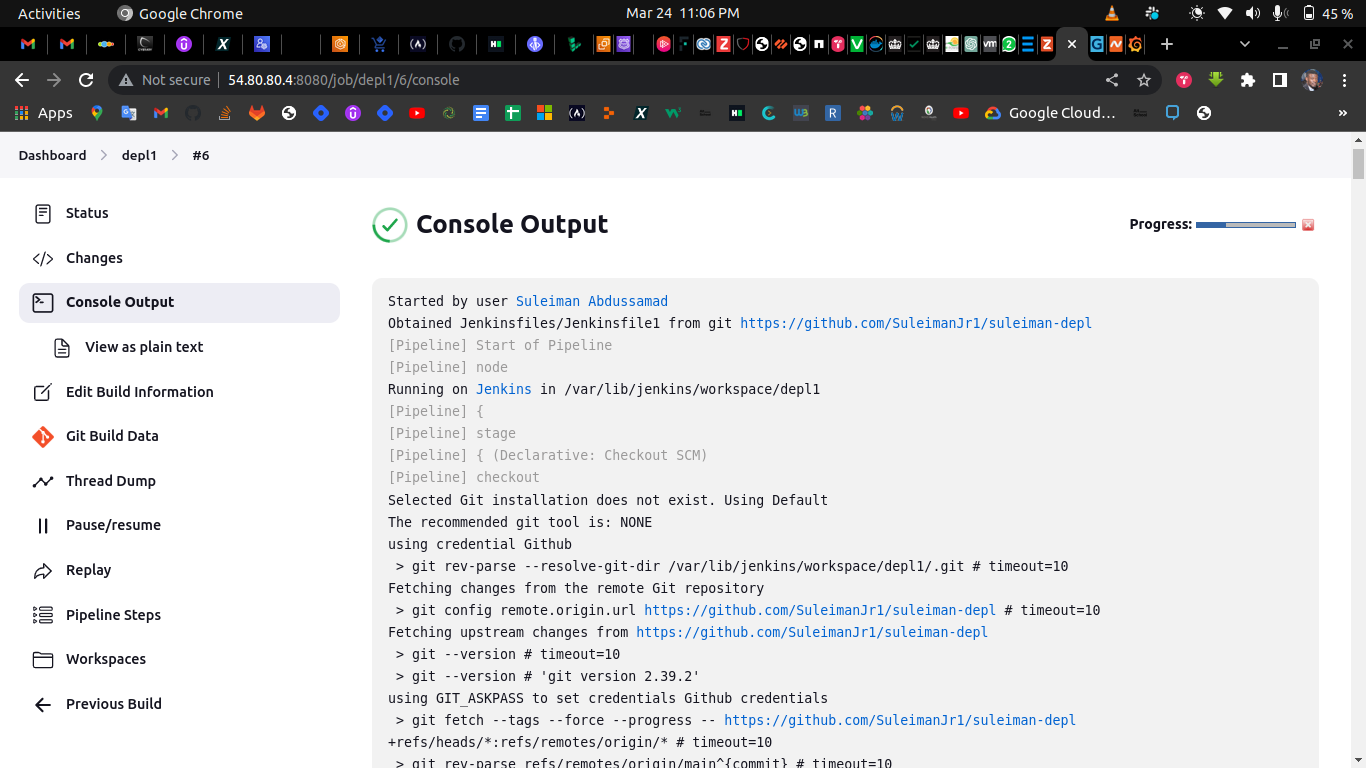 Activities
Google Chrome
Mar 24 11:06 PM
45 %
Not secure
54.80.80.4:8080/job/depl1/6/console
Apps
Google Cloud…
»
Dashboard
depl1
#6
Status
Changes
Console Output
View as plain text
Edit Build Information
Git Build Data
Thread Dump
Pause/resume
Replay
Pipeline Steps
Workspaces
Previous Build
Console Output
Progress:
Started by user Suleiman Abdussamad
Obtained Jenkinsfiles/Jenkinsfile1 from git https://github.com/SuleimanJr1/suleiman-depl
[Pipeline] Start of Pipeline
[Pipeline] node
Running on Jenkins in /var/lib/jenkins/workspace/depl1
[Pipeline] {
[Pipeline] stage
[Pipeline] { (Declarative: Checkout SCM)
[Pipeline] checkout
Selected Git installation does not exist. Using Default
The recommended git tool is: NONE
using credential Github
> git rev-parse --resolve-git-dir /var/lib/jenkins/workspace/depl1/.git # timeout=10
Fetching changes from the remote Git repository
> git config remote.origin.url https://github.com/SuleimanJr1/suleiman-depl # timeout=10
Fetching upstream changes from https://github.com/SuleimanJr1/suleiman-depl
> git --version # timeout=10
> git --version # 'git version 2.39.2'
using GIT_ASKPASS to set credentials Github credentials
> git fetch --tags --force --progress -- https://github.com/SuleimanJr1/suleiman-depl
+refs/heads/*:refs/remotes/origin/* # timeout=10
> git rev-parse refs/remotes/origin/main^{commit} # timeout=10